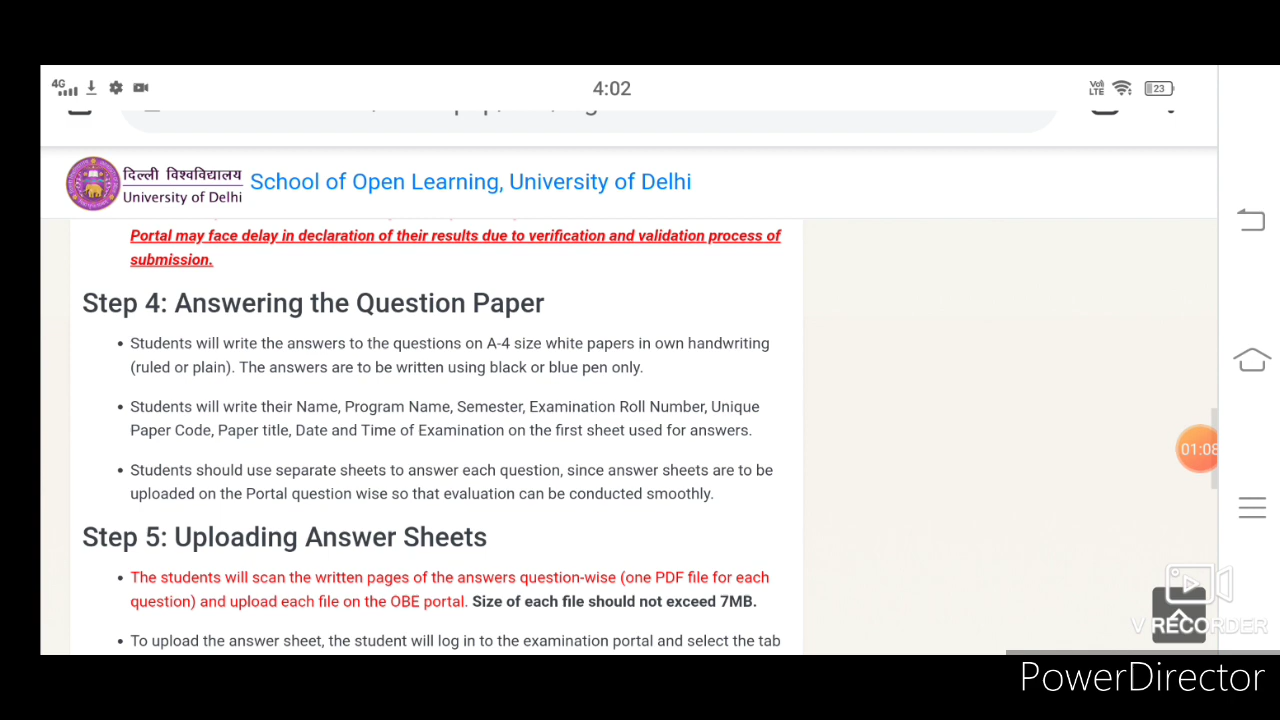 4G
4:02
Vo))
LTE
23
दिल्ली विश्वविद्यालय
University of Delhi
School of Open Learning, University of Delhi
Portal may face delay in declaration of their results due to verification and validation process of
submission.
Step 4: Answering the Question Paper
• Students will write the answers to the questions on A-4 size white papers in own handwriting
(ruled or plain). The answers are to be written using black or blue pen only.
• Students will write their Name, Program Name, Semester, Examination Roll Number, Unique
Paper Code, Paper title, Date and Time of Examination on the first sheet used for answers.
• Students should use separate sheets to answer each question, since answer sheets are to be
uploaded on the Portal question wise so that evaluation can be conducted smoothly.
01:08
Step 5: Uploading Answer Sheets
• The students will scan the written pages of the answers question-wise (one PDF file for each
question) and upload each file on the OBE portal. Size of each file should not exceed 7MB.
• To upload the answer sheet, the student will log in to the examination portal and select the tab
V RECORDER
PowerDirector